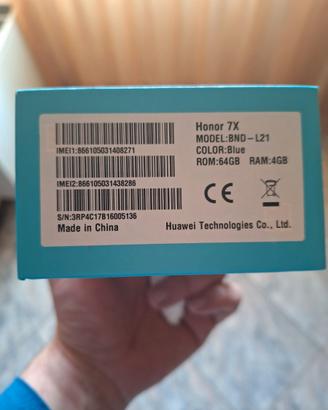 Honor 7X
MODEL:BND-L21
COLOR:Blue
ROM:64GB RAM:4GB
IMEI1:866105031408271
IMEI2:866105031438286
S/N:3RP4C17B16005136
Made in China
Huawei Technologies Co., Ltd.